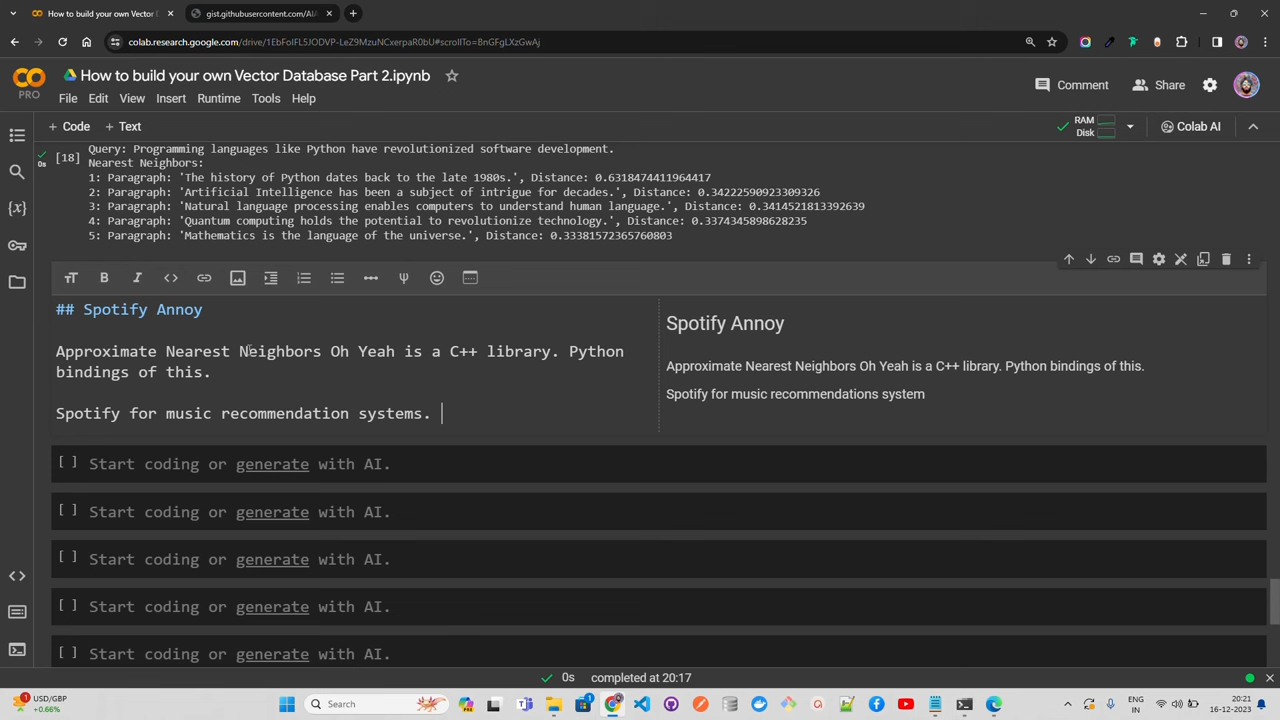 How to build your own Vector D
gist.githubusercontent.com/AIA
colab.research.google.com/drive/1EbFoIFL5JODVP-LeZ9MzuNCxerpaR0bU#scrollTo=BnGFgLXzGwAj
How to build your own Vector Database Part 2.ipynb
Comment
Share
PRO
File Edit View Insert Runtime Tools Help
+ Code + Text
RAM
Disk
Colab AI
Query: Programming languages like Python have revolutionized software development.
[18]
0s
Nearest Neighbors:
1: Paragraph: 'The history of Python dates back to the late 1980s.', Distance: 0.6318474411964417
2: Paragraph: 'Artificial Intelligence has been a subject of intrigue for decades.', Distance: 0.34222590923309326
3: Paragraph: 'Natural language processing enables computers to understand human language.', Distance: 0.3414521813392639
4: Paragraph: 'Quantum computing holds the potential to revolutionize technology.', Distance: 0.3374345898628235
5: Paragraph: 'Mathematics is the language of the universe.', Distance: 0.33381572365760803
## Spotify Annoy
Approximate Nearest Neighbors Oh Yeah is a C++ library. Python
bindings of this.
Spotify for music recommendation systems.
Spotify Annoy
Approximate Nearest Neighbors Oh Yeah is a C++ library. Python bindings of this.
Spotify for music recommendations system
[ ] Start coding or generate with AI.
[ ] Start coding or generate with AI.
[ ] Start coding or generate with AI.
[ ] Start coding or generate with AI.
[ ] Start coding or generate with AI.
0s completed at 20:17
USD/GBP
+0.66%
Search
ENG
IN
20:21
16-12-2023